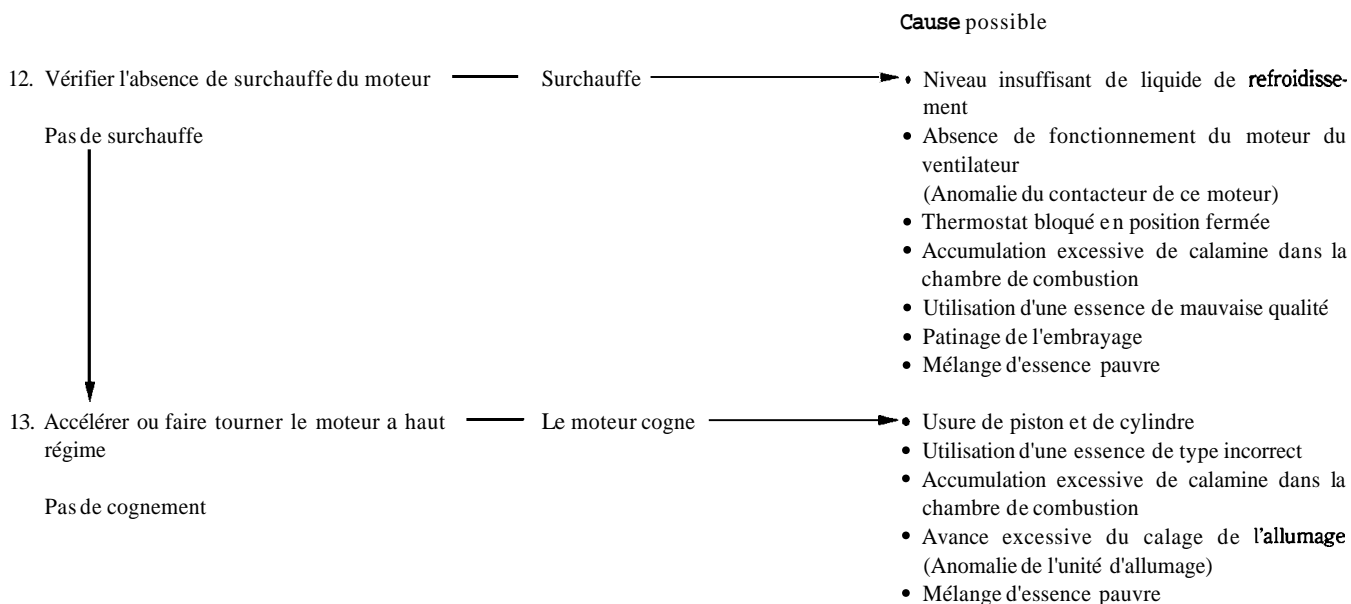 Cause possible
12. Vérifier l'absence de surchauffe du moteur
Surchauffe
• Niveau insuffisant de liquide de refroidisse-
ment
Pas de surchauffe
• Absence de fonctionnement du moteur du
ventilateur
(Anomalie du contacteur de ce moteur)
• Thermostat bloqué en position fermée
• Accumulation excessive de calamine dans la
chambre de combustion
• Utilisation d'une essence de mauvaise qualité
• Patinage de l'embrayage
• Mélange d'essence pauvre
13. Accélérer ou faire tourner le moteur a haut
régime
Le moteur cogne
• Usure de piston et de cylindre
• Utilisation d'une essence de type incorrect
• Accumulation excessive de calamine dans la
chambre de combustion
Pas de cognement
• Avance excessive du calage de l'allumage
(Anomalie de l'unité d'allumage)
• Mélange d'essence pauvre